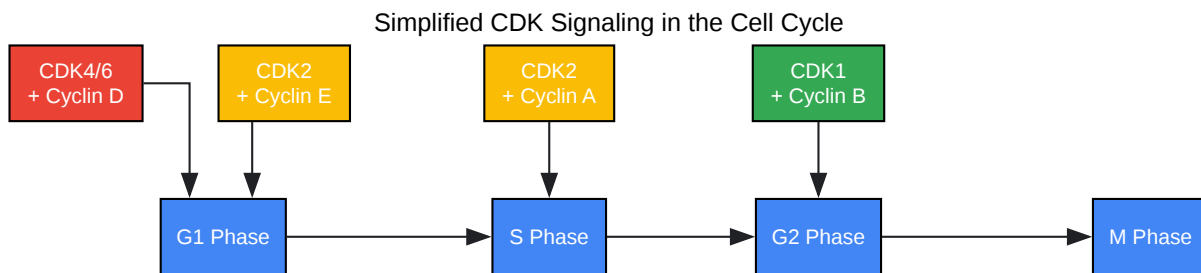 Simplified CDK Signaling in the Cell Cycle
CDK4/6
+ Cyclin D
CDK2
+ Cyclin E
CDK2
+ Cyclin A
CDK1
+ Cyclin B
G1 Phase
S Phase
G2 Phase
M Phase